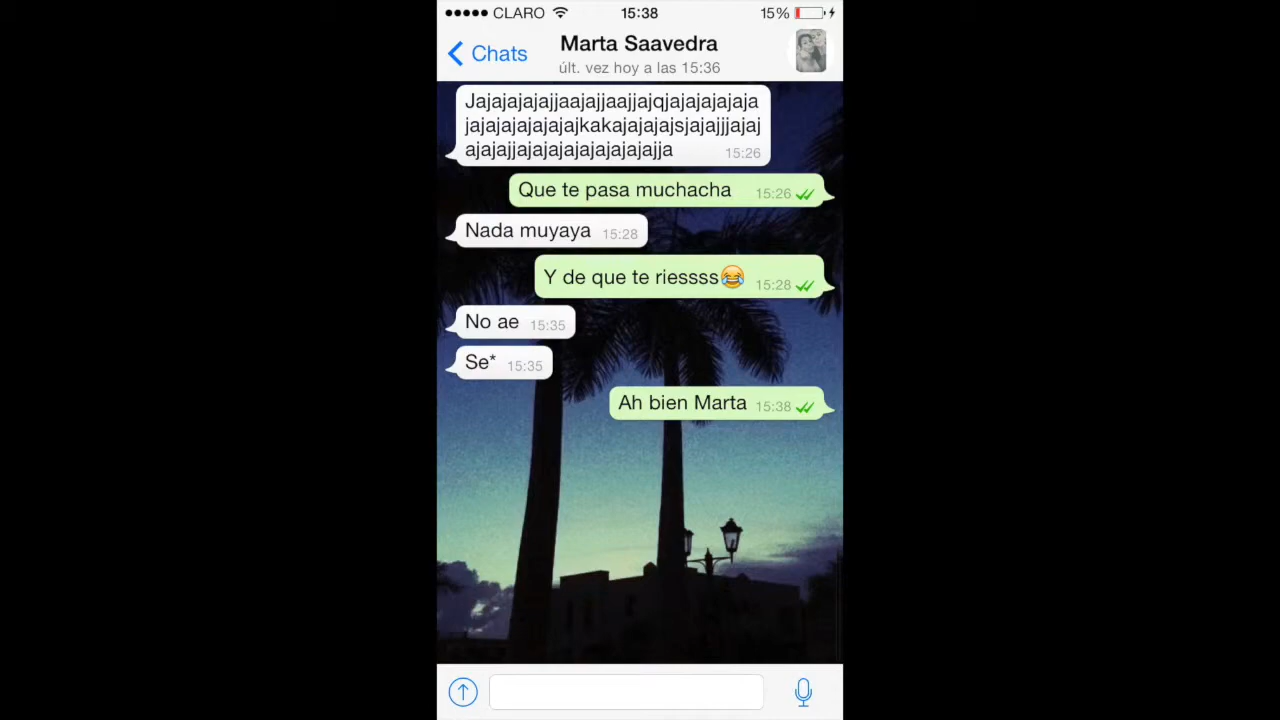 CLARO 15:38 15%
Chats
Marta Saavedra
últ. vez hoy a las 15:36
Jajajajajajjaajajjaajjajqjajajajajaja
jajajajajajajajkakajajajajsjajajjjajaj
ajajajjjajajajajajajajajajja 15:26
Que te pasa muchacha 15:26
Nada muyaya 15:28
Y de que te riessss😂 15:28
No ae 15:35
Se* 15:35
Ah bien Marta 15:38